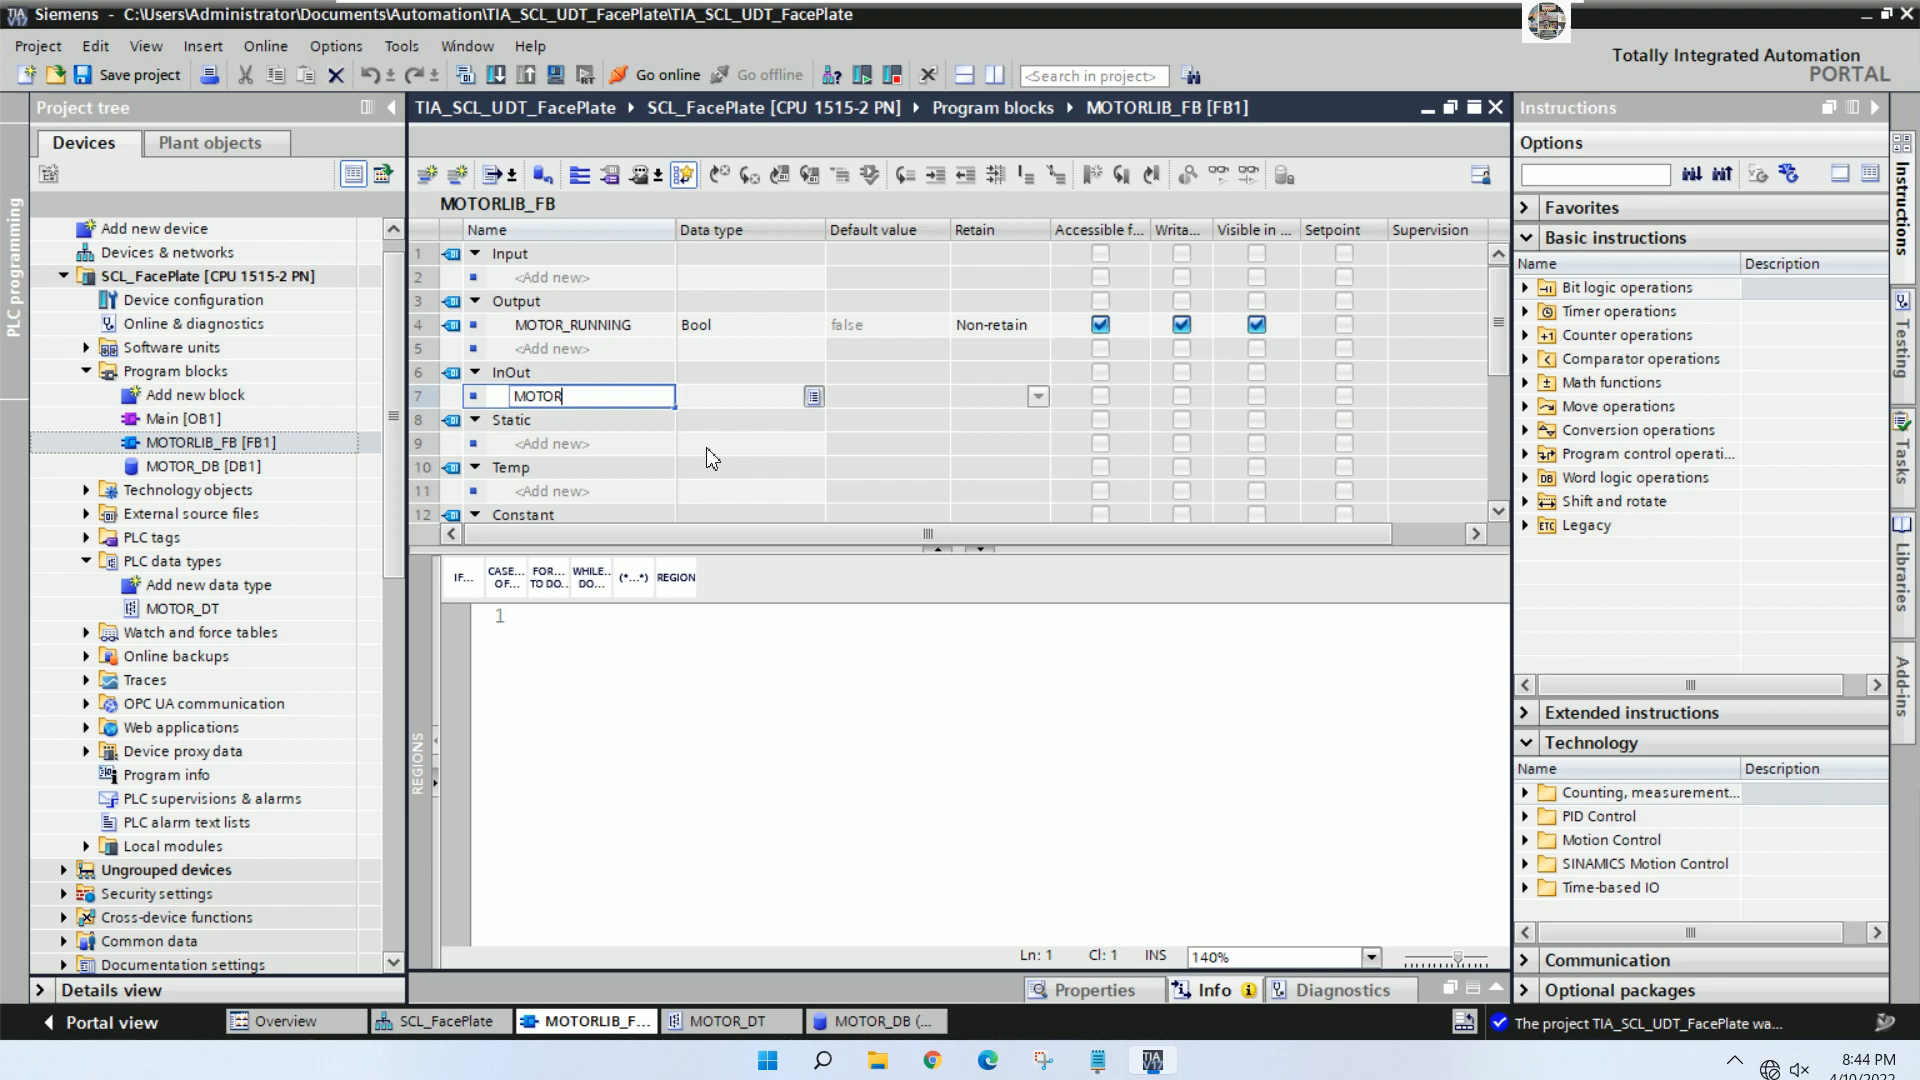 Siemens - C:\Users\Administrator\Documents\Automation\TIA_SCL_UDT_FacePlate\TIA_SCL_UDT_FacePlate
Project Edit View Insert Online Options Tools Window Help
Totally Integrated Automation
PORTAL
Save project
Go online
Go offline
<Search in project>
Project tree
TIA_SCL_UDT_FacePlate SCL_FacePlate [CPU 1515-2 PN] Program blocks MOTORLIB_FB [FB1]
Instructions
Devices
Plant objects
Options
PLC programming
Add new device
Devices & networks
SCL_FacePlate [CPU 1515-2 PN]
Device configuration
Online & diagnostics
Software units
Program blocks
Add new block
Main [OB1]
MOTORLIB_FB [FB1]
MOTOR_DB [DB1]
Technology objects
External source files
PLC tags
PLC data types
Add new data type
MOTOR_DT
Watch and force tables
Online backups
Traces
OPC UA communication
Web applications
Device proxy data
Program info
PLC supervisions & alarms
PLC alarm text lists
Local modules
Ungrouped devices
Security settings
Cross-device functions
Common data
Documentation settings
Details view
MOTORLIB_FB
Name Data type Default value Retain Accessible f... Writa... Visible in ... Setpoint Supervision
1 Input
2 <Add new>
3 Output
4 MOTOR_RUNNING Bool false Non-retain
5 <Add new>
6 InOut
7 MOTOR
8 Static
9 <Add new>
10 Temp
11 <Add new>
12 Constant
IF...
CASE... OF...
FOR... TO DO..
WHILE.. DO...
(*...*)
REGION
1
REGIONS
Ln: 1 Cl: 1 INS 140%
Properties Info Diagnostics
Favorites
Basic instructions
Name Description
Bit logic operations
Timer operations
Counter operations
Comparator operations
Math functions
Move operations
Conversion operations
Program control operati...
Word logic operations
Shift and rotate
Legacy
Extended instructions
Technology
Name Description
Counting, measurement...
PID Control
Motion Control
SINAMICS Motion Control
Time-based IO
Communication
Optional packages
Instructions
Testing
Tasks
Libraries
Add-ins
Portal view
Overview
SCL_FacePlate
MOTORLIB_F...
MOTOR_DT
MOTOR_DB (...
The project TIA_SCL_UDT_FacePlate wa...
8:44 PM
4/10/2022